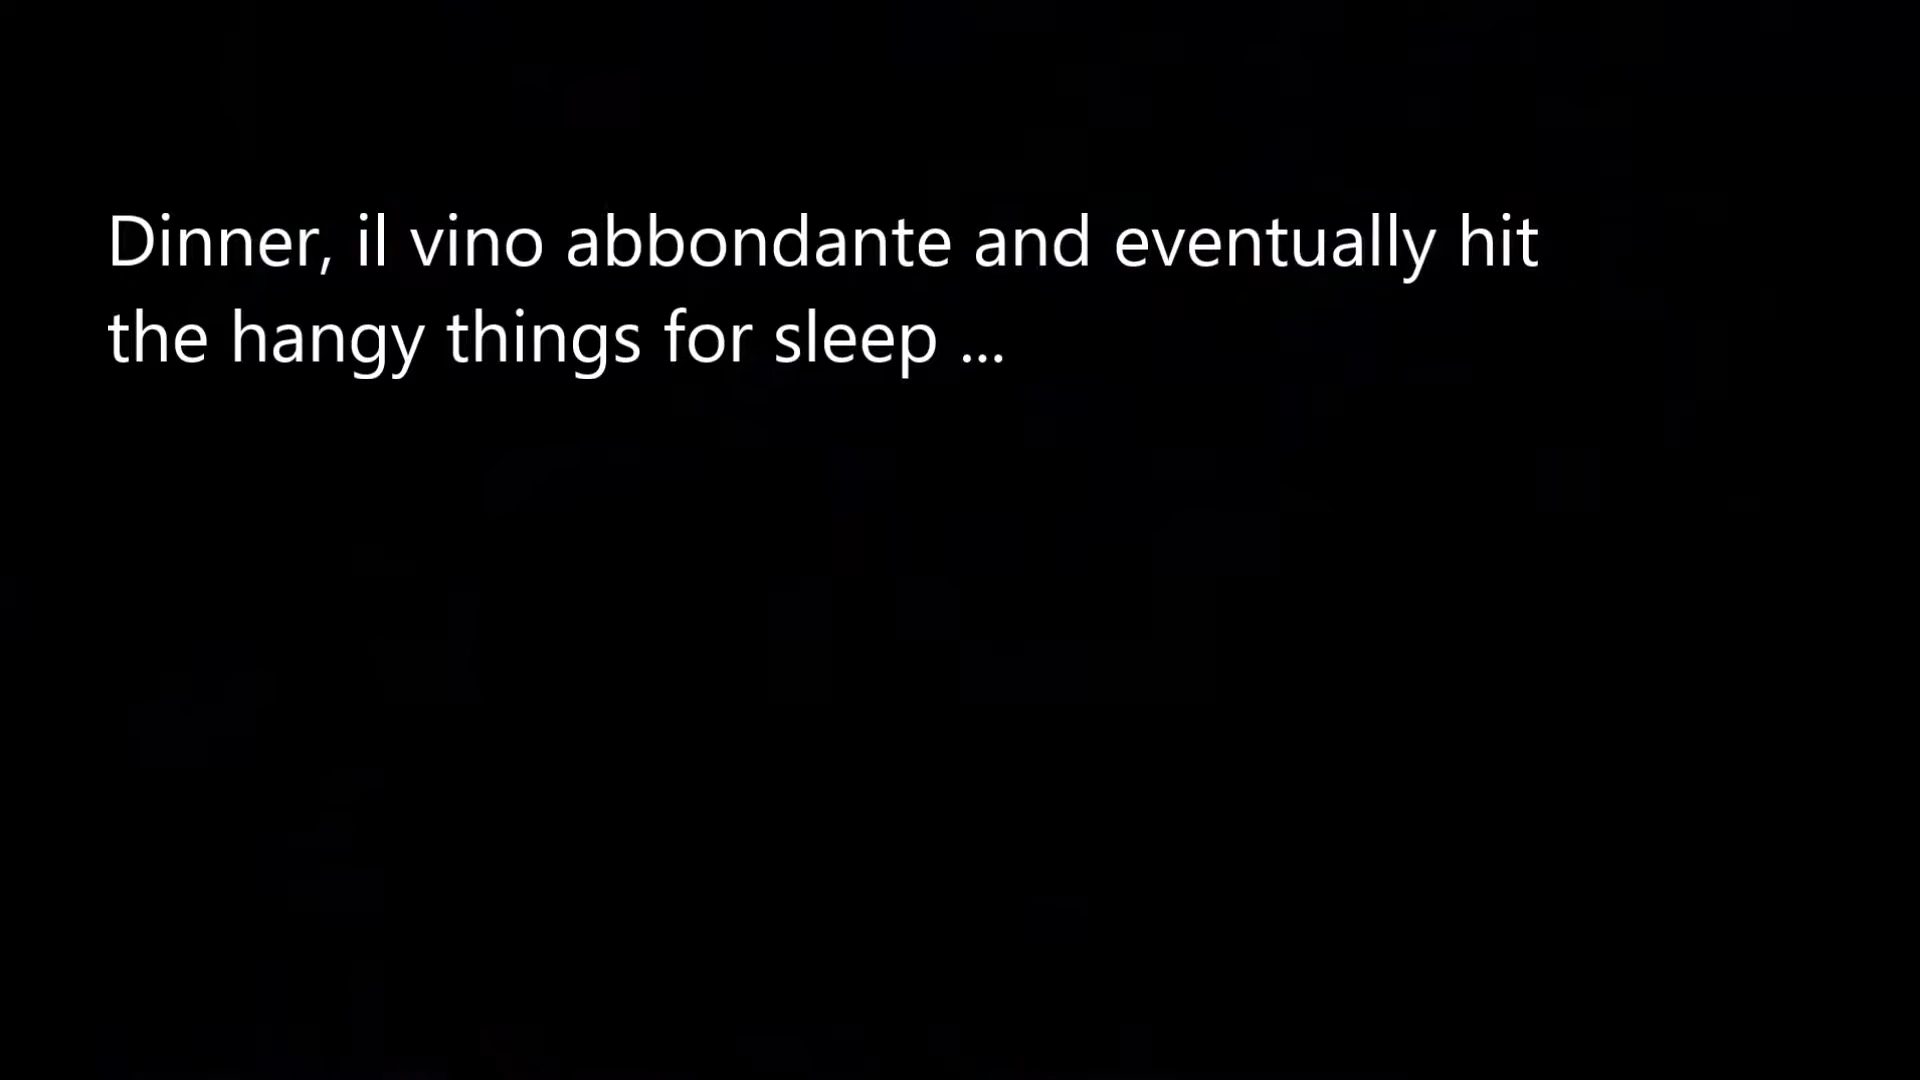 Dinner, il vino abbondante and eventually hit
the hangy things for sleep ...